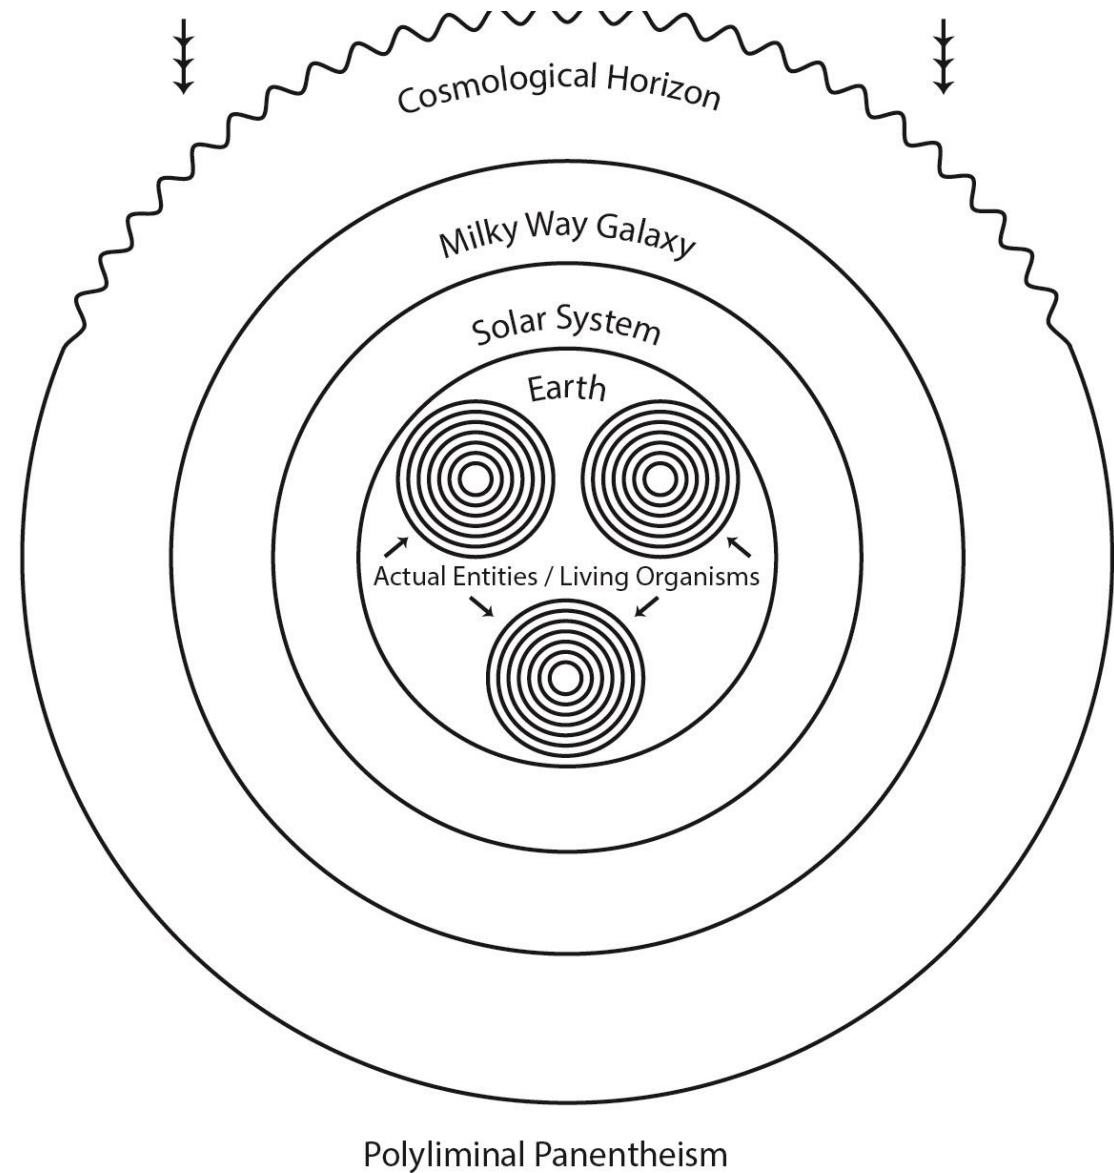 Cosmological Horizon
Milky Way Galaxy
Solar System
Earth
Actual Entities / Living Organisms
Polyliminal Panentheism